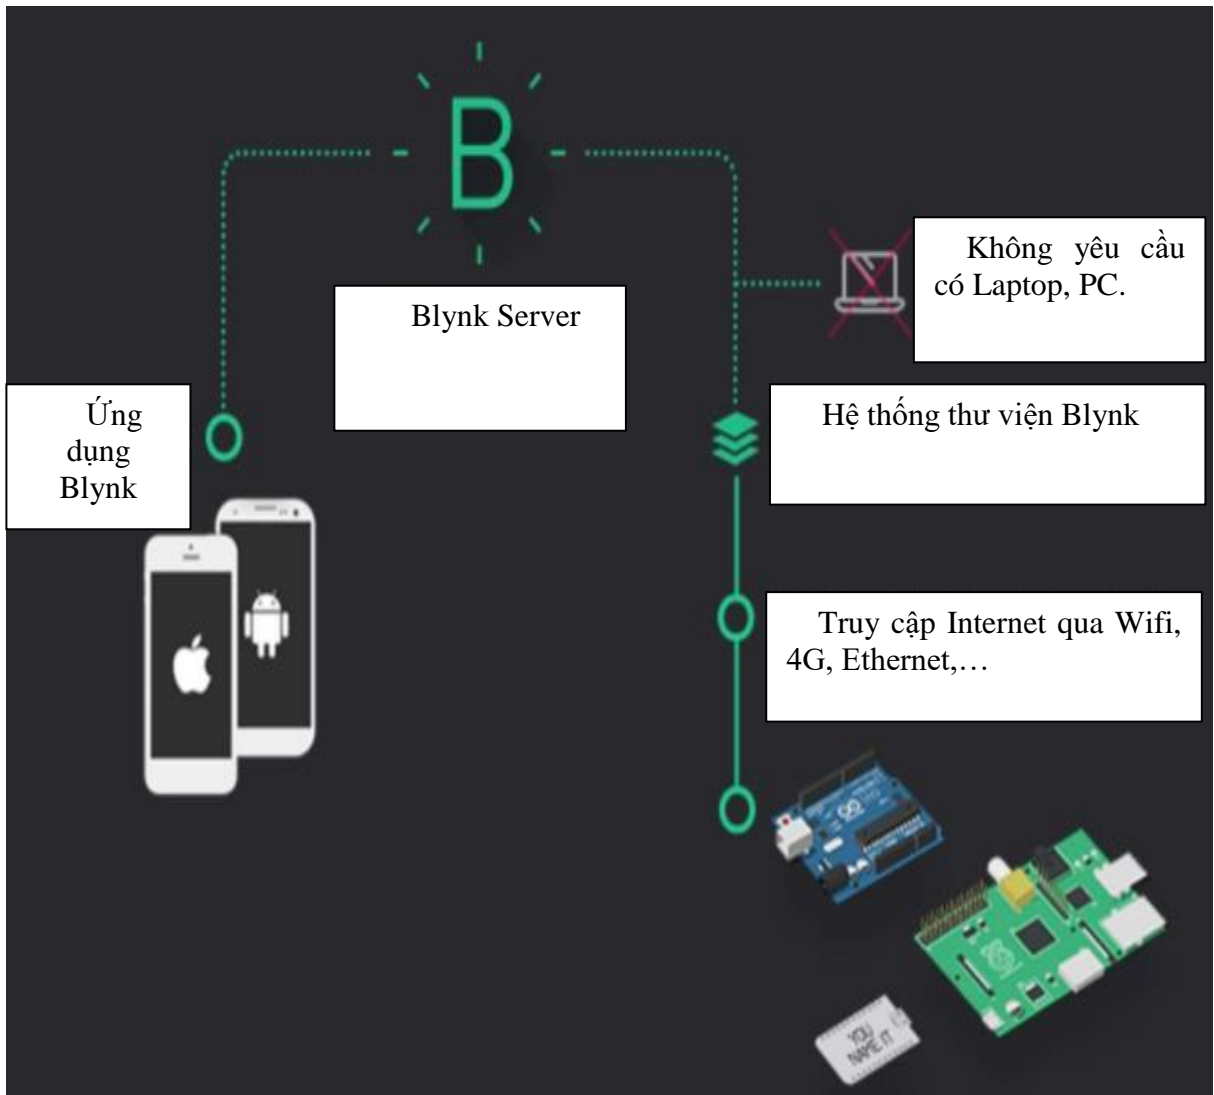 B
Blynk Server
Không yêu cầu
có Laptop, PC.
Ứng
dụng
Blynk
Hệ thống thư viện Blynk
Truy cập Internet qua Wifi,
4G, Ethernet,…
YOU
NAME IT